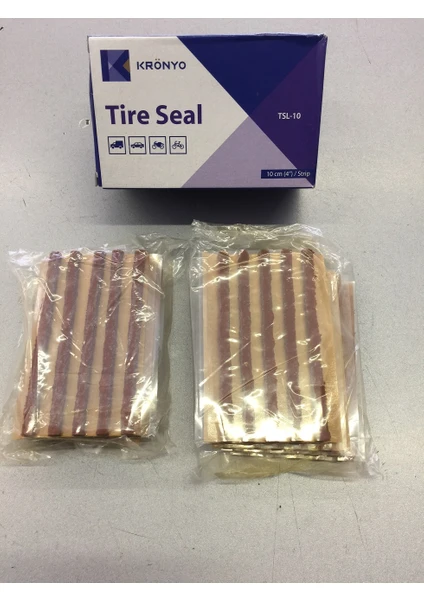 KRÖNYO
Tire Seal
TSL-10
10 cm (4") / Strip